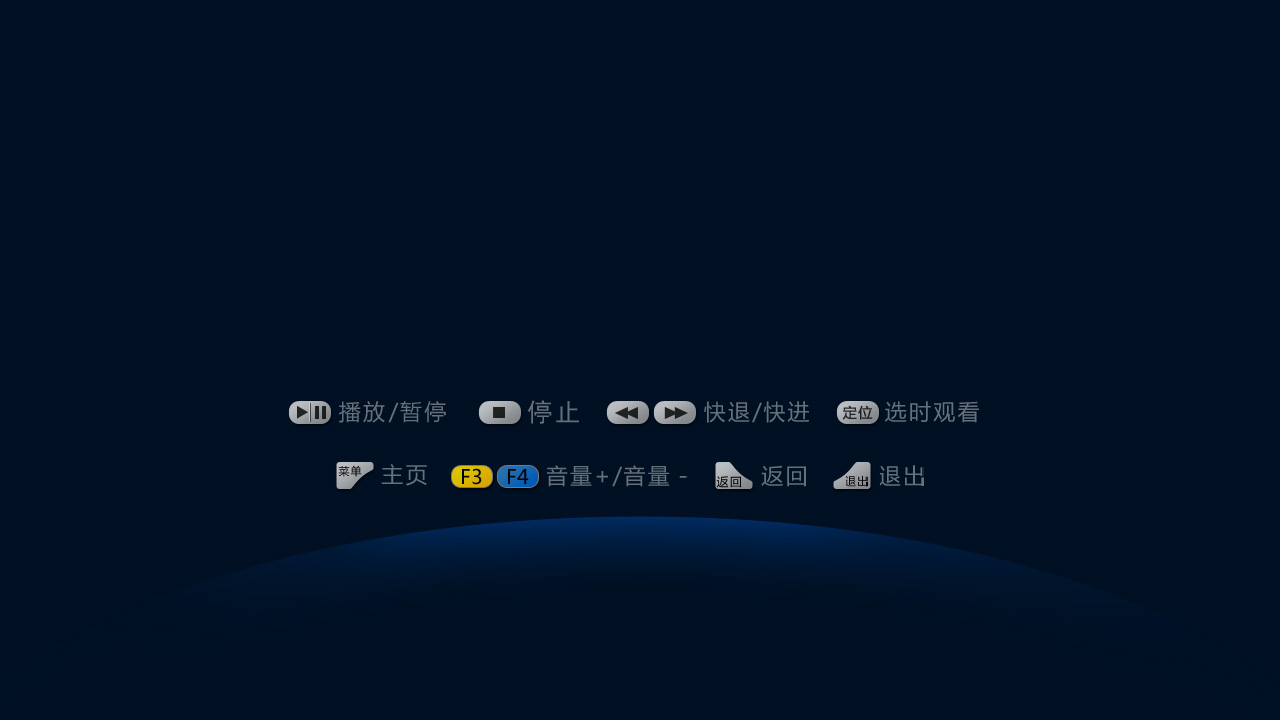 播放/暂停 停止 快退/快进 定位 选时观看
菜单 主页 F3 F4 音量+/音量 - 返回 返回 退出 退出